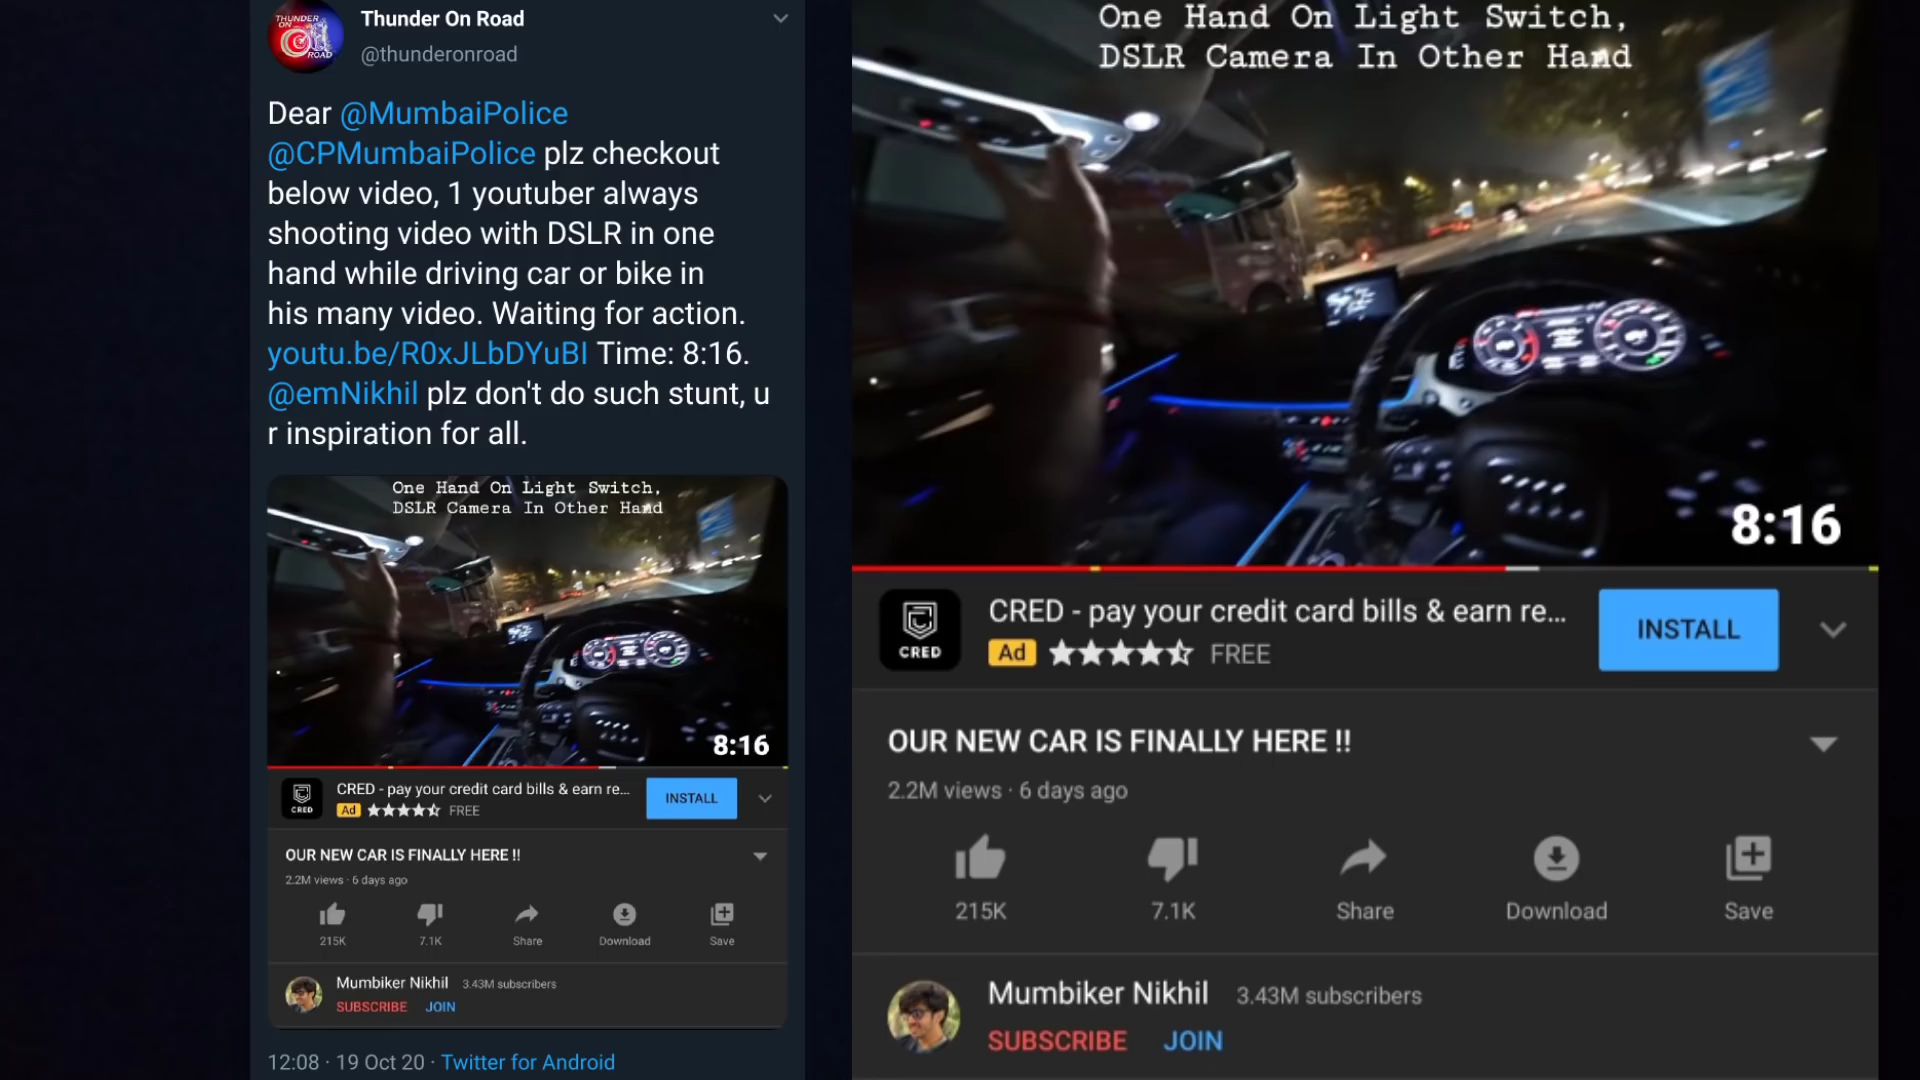 THUNDER
ON
ROAD
Thunder On Road
@thunderonroad
Dear @MumbaiPolice
@CPMumbaiPolice plz checkout
below video, 1 youtuber always
shooting video with DSLR in one
hand while driving car or bike in
his many video. Waiting for action.
youtu.be/R0xJLbDYuBI Time: 8:16.
@emNikhil plz don't do such stunt, u
r inspiration for all.
One Hand On Light Switch,
DSLR Camera In Other Hand
8:16
CRED
CRED - pay your credit card bills & earn re...
Ad FREE
INSTALL
OUR NEW CAR IS FINALLY HERE !!
2.2M views · 6 days ago
215K
7.1K
Share
Download
Save
Mumbiker Nikhil 3.43M subscribers
SUBSCRIBE JOIN
12:08 · 19 Oct 20 · Twitter for Android
One Hand On Light Switch,
DSLR Camera In Other Hand
8:16
CRED
CRED - pay your credit card bills & earn re...
Ad FREE
INSTALL
OUR NEW CAR IS FINALLY HERE !!
2.2M views · 6 days ago
215K
7.1K
Share
Download
Save
Mumbiker Nikhil 3.43M subscribers
SUBSCRIBE JOIN